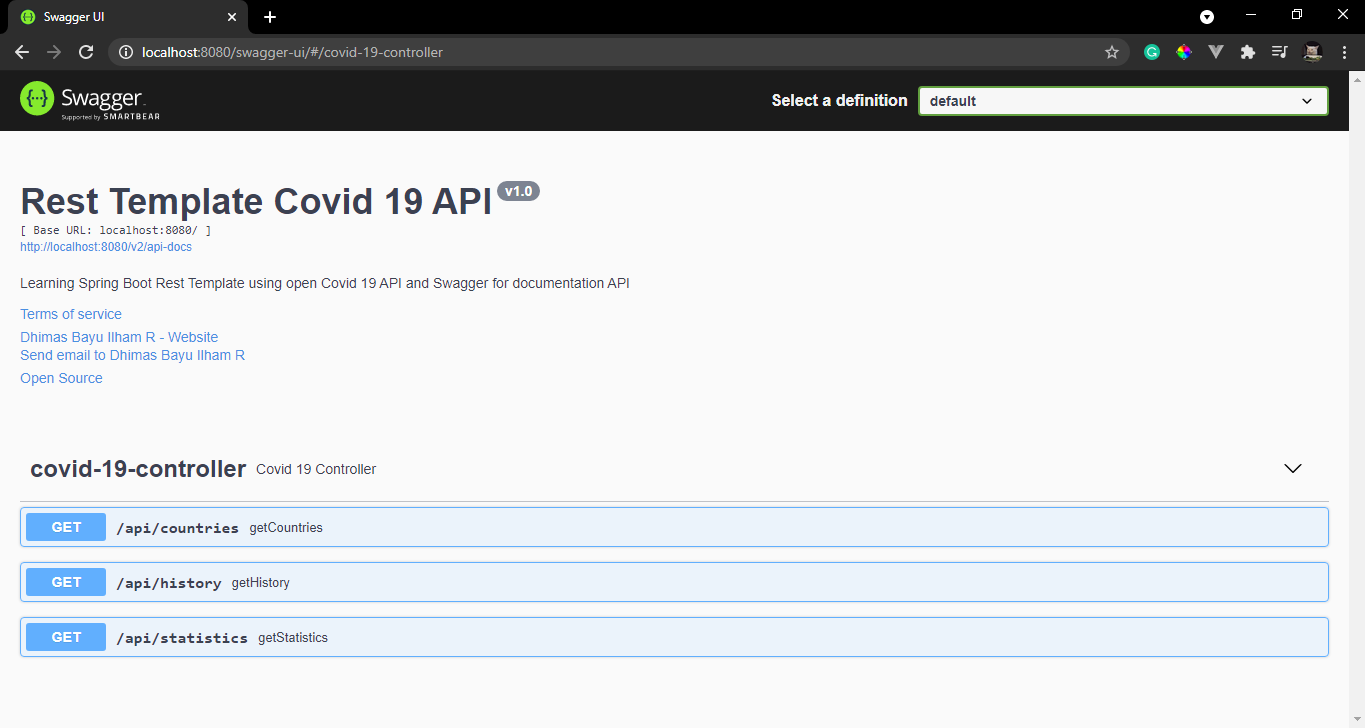 Swagger UI
localhost:8080/swagger-ui/#/covid-19-controller
Swagger
Supported by SMARTBEAR
Select a definition
default
Rest Template Covid 19 API v1.0
[ Base URL: localhost:8080/ ]
http://localhost:8080/v2/api-docs
Learning Spring Boot Rest Template using open Covid 19 API and Swagger for documentation API
Terms of service
Dhimas Bayu Ilham R - Website
Send email to Dhimas Bayu Ilham R
Open Source
covid-19-controller Covid 19 Controller
GET /api/countries getCountries
GET /api/history getHistory
GET /api/statistics getStatistics